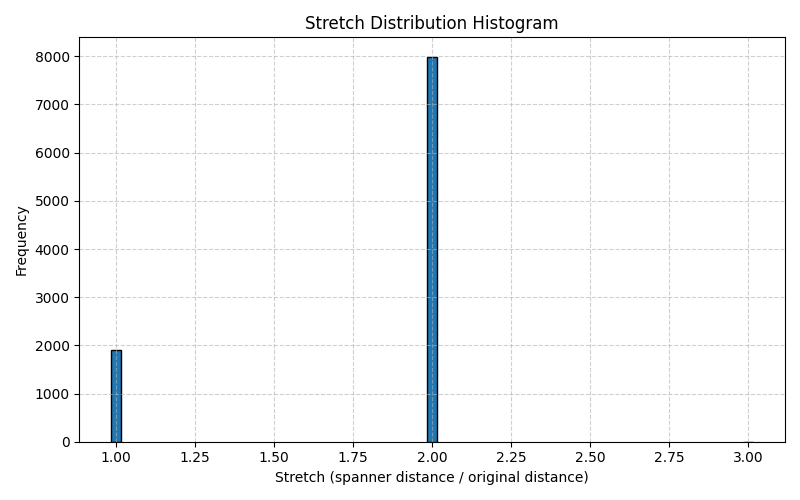 Stretch Distribution Histogram
8000
7000
6000
5000
4000
3000
2000
1000
0
Frequency
1.00 1.25 1.50 1.75 2.00 2.25 2.50 2.75 3.00
Stretch (spanner distance / original distance)